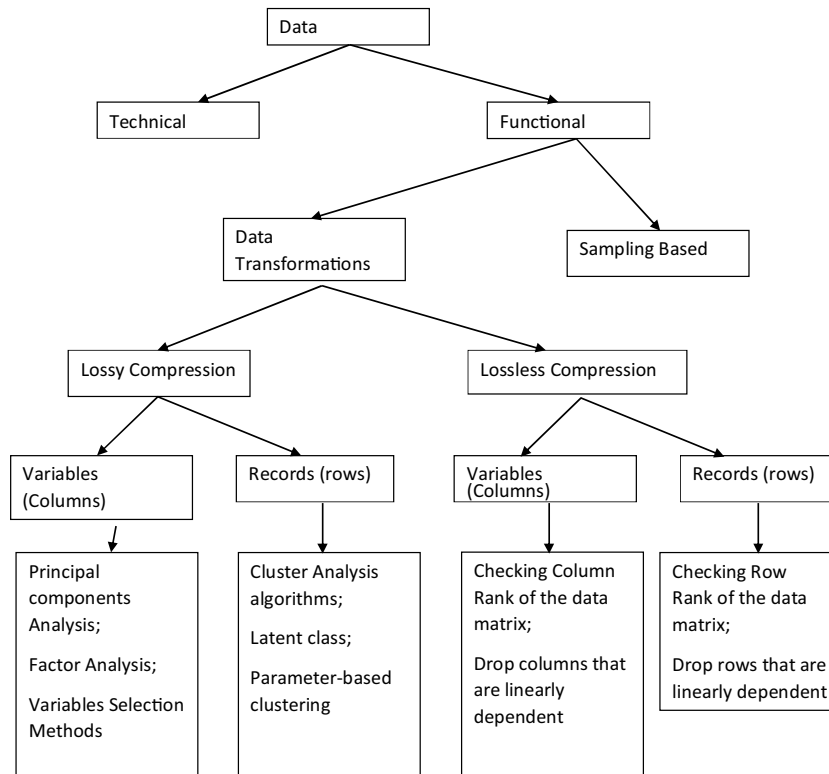 Data
Technical
Functional
Data
Transformations
Sampling Based
Lossy Compression
Lossless Compression
Variables
(Columns)
Records (rows)
Variables
(Columns)
Records (rows)
Principal
components
Analysis;
Factor Analysis;
Variables Selection
Methods
Cluster Analysis
algorithms;
Latent class;
Parameter-based
clustering
Checking Column
Rank of the data
matrix;
Drop columns that
are linearly
dependent
Checking Row
Rank of the data
matrix;
Drop rows that are
linearly dependent